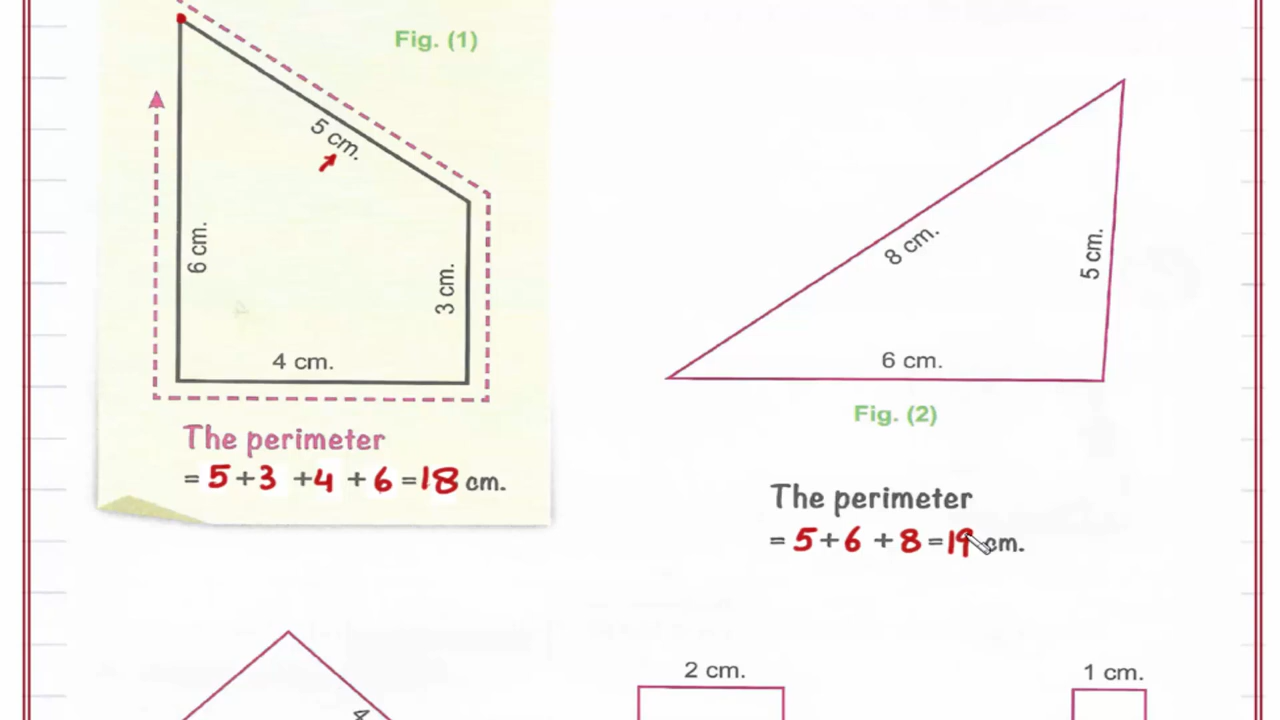 Fig. (1)
5 cm.
6 cm.
3 cm.
4 cm.
The perimeter
= 5+3 +4 + 6 =18 cm.
8 cm.
5 cm.
6 cm.
Fig. (2)
The perimeter
= 5+6 + 8 =19 cm.
4
2 cm.
1 cm.